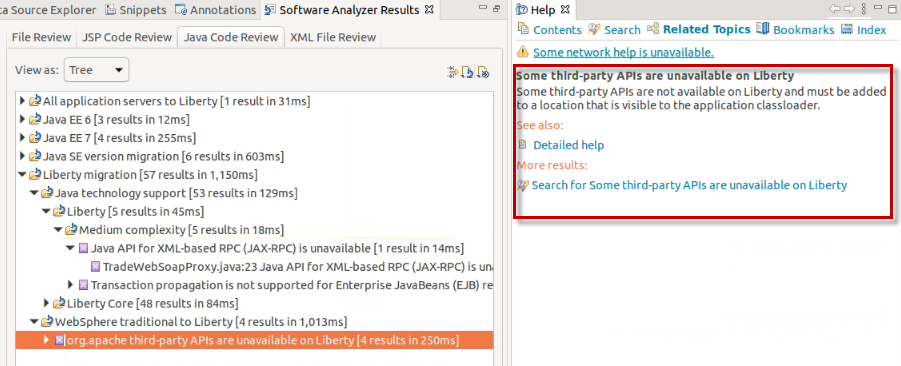 ta Source Explorer Snippets Annotations Software Analyzer Results
File Review JSP Code Review Java Code Review XML File Review
View as: Tree
All application servers to Liberty [1 result in 31ms]
Java EE 6 [3 results in 12ms]
Java EE 7 [4 results in 255ms]
Java SE version migration [6 results in 603ms]
Liberty migration [57 results in 1,150ms]
Java technology support [53 results in 129ms]
Liberty [5 results in 45ms]
Medium complexity [5 results in 18ms]
Java API for XML-based RPC (JAX-RPC) is unavailable [1 result in 14ms]
TradeWebSoapProxy.java:23 Java API for XML-based RPC (JAX-RPC) is una
Transaction propagation is not supported for Enterprise JavaBeans (EJB) re
Liberty Core [48 results in 84ms]
WebSphere traditional to Liberty [4 results in 1,013ms]
org.apache third-party APIs are unavailable on Liberty [4 results in 250ms]
Help
Contents Search Related Topics Bookmarks Index
Some network help is unavailable.
Some third-party APIs are unavailable on Liberty
Some third-party APIs are not available on Liberty and must be added
to a location that is visible to the application classloader.
See also:
Detailed help
More results:
Search for Some third-party APIs are unavailable on Liberty